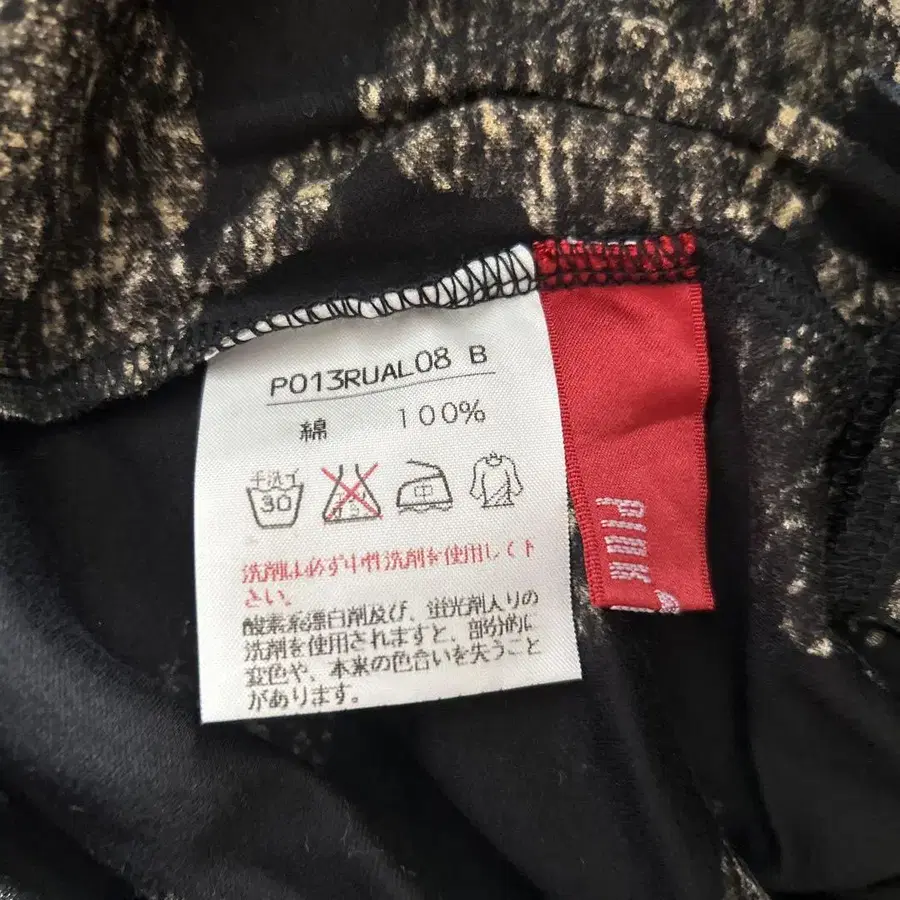 P013RUAL08 B
綿 100%
手洗イ
30
洗剤は必ず中性洗剤を使用して下
さい。
酸素系漂白剤及び、蛍光剤入りの
洗剤を使用されますと、部分的に
変色や、本来の色合いを失うこと
があります。
PINK